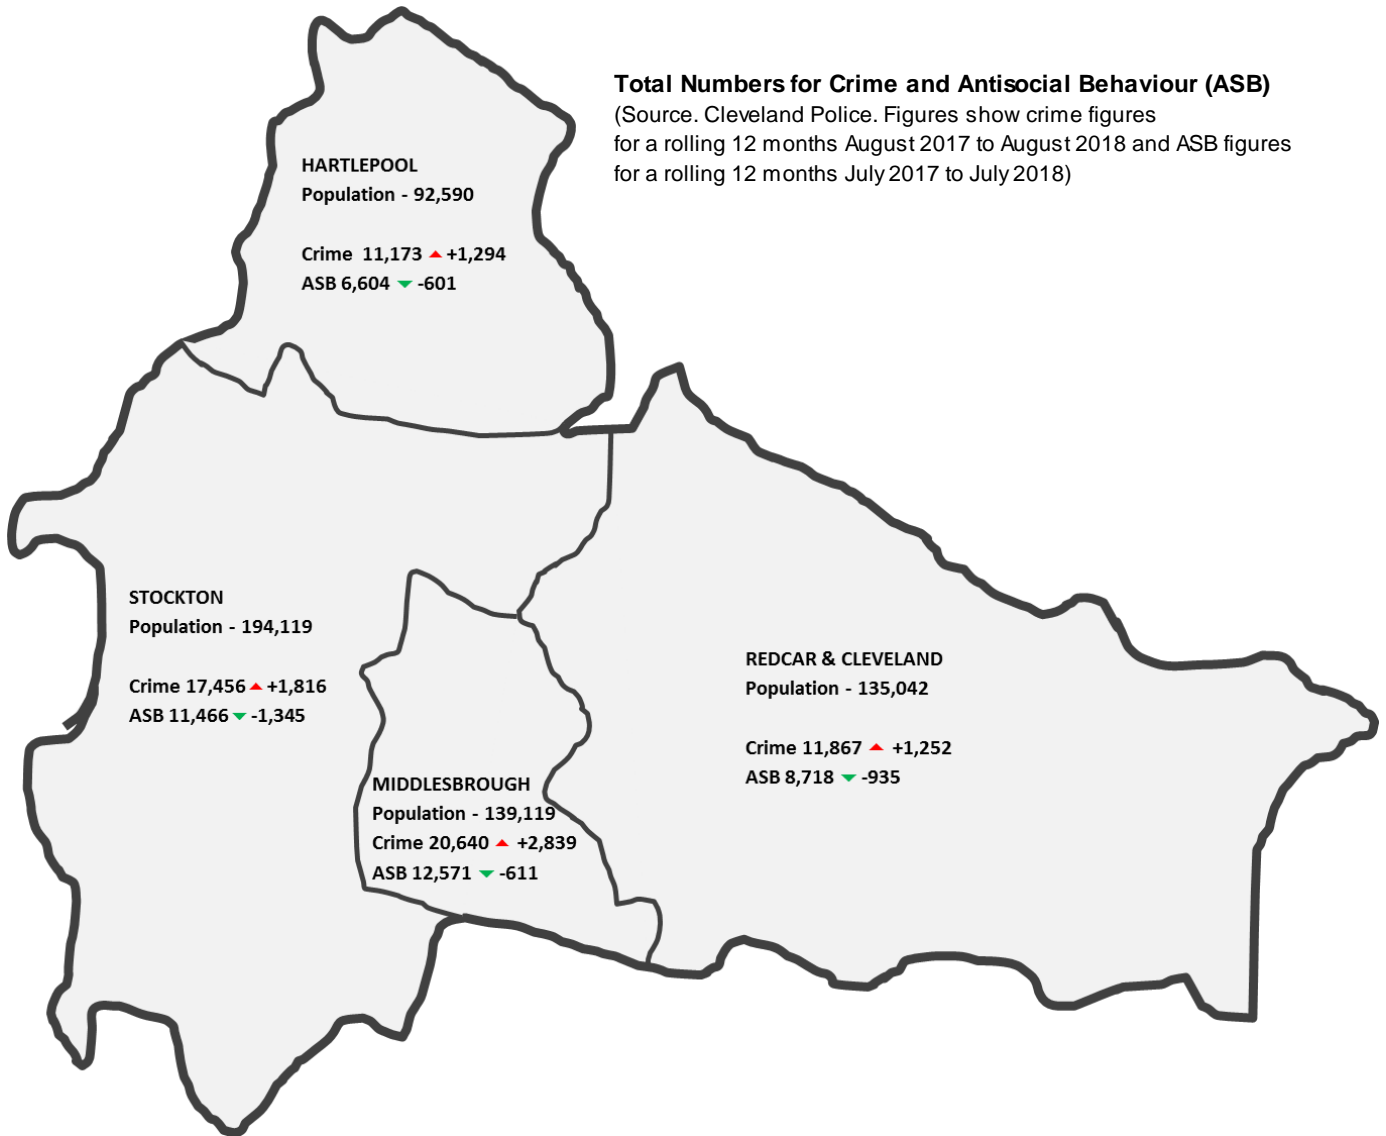 Total Numbers for Crime and Antisocial Behaviour (ASB)
(Source. Cleveland Police. Figures show crime figures
for a rolling 12 months August 2017 to August 2018 and ASB figures
for a rolling 12 months July 2017 to July 2018)
HARTLEPOOL
Population - 92,590
Crime 11,173 +1,294
ASB 6,604 -601
STOCKTON
Population - 194,119
Crime 17,456 +1,816
ASB 11,466 -1,345
MIDDLESBROUGH
Population - 139,119
Crime 20,640 +2,839
ASB 12,571 -611
REDCAR & CLEVELAND
Population - 135,042
Crime 11,867 +1,252
ASB 8,718 -935